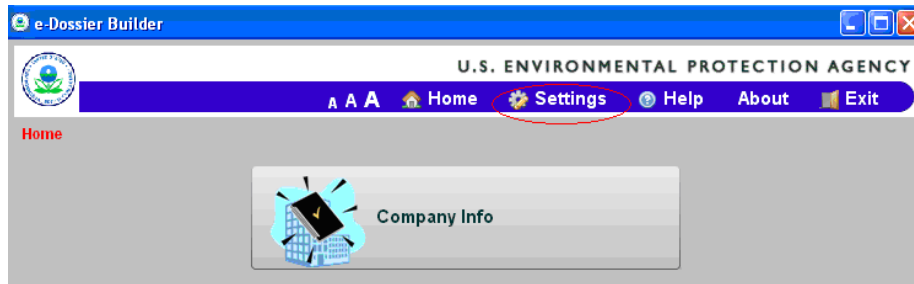 e-Dossier Builder
U.S. ENVIRONMENTAL PROTECTION AGENCY
A A A Home Settings Help About Exit
Home
Company Info